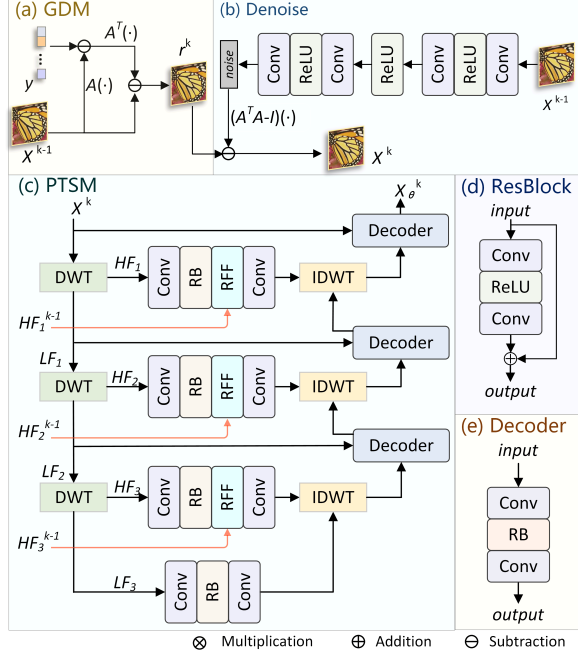 (a) GDM
A^T(·)
r^k
y
A(·)
X^{k-1}
(b) Denoise
noise
Conv
ReLU
Conv
ReLU
Conv
ReLU
Conv
X^{k-1}
(A^TA-I)(·)
X^k
(c) PTSM
X^k
X_θ^k
Decoder
DWT
HF_1
Conv
RB
RFF
Conv
IDWT
HF_1^{k-1}
Decoder
LF_1
DWT
HF_2
Conv
RB
RFF
Conv
IDWT
HF_2^{k-1}
Decoder
LF_2
DWT
HF_3
Conv
RB
RFF
Conv
IDWT
HF_3^{k-1}
LF_3
Conv
RB
Conv
(d) ResBlock
input
Conv
ReLU
Conv
output
(e) Decoder
input
Conv
RB
Conv
output
⊗ Multiplication ⊕ Addition ⊖ Subtraction